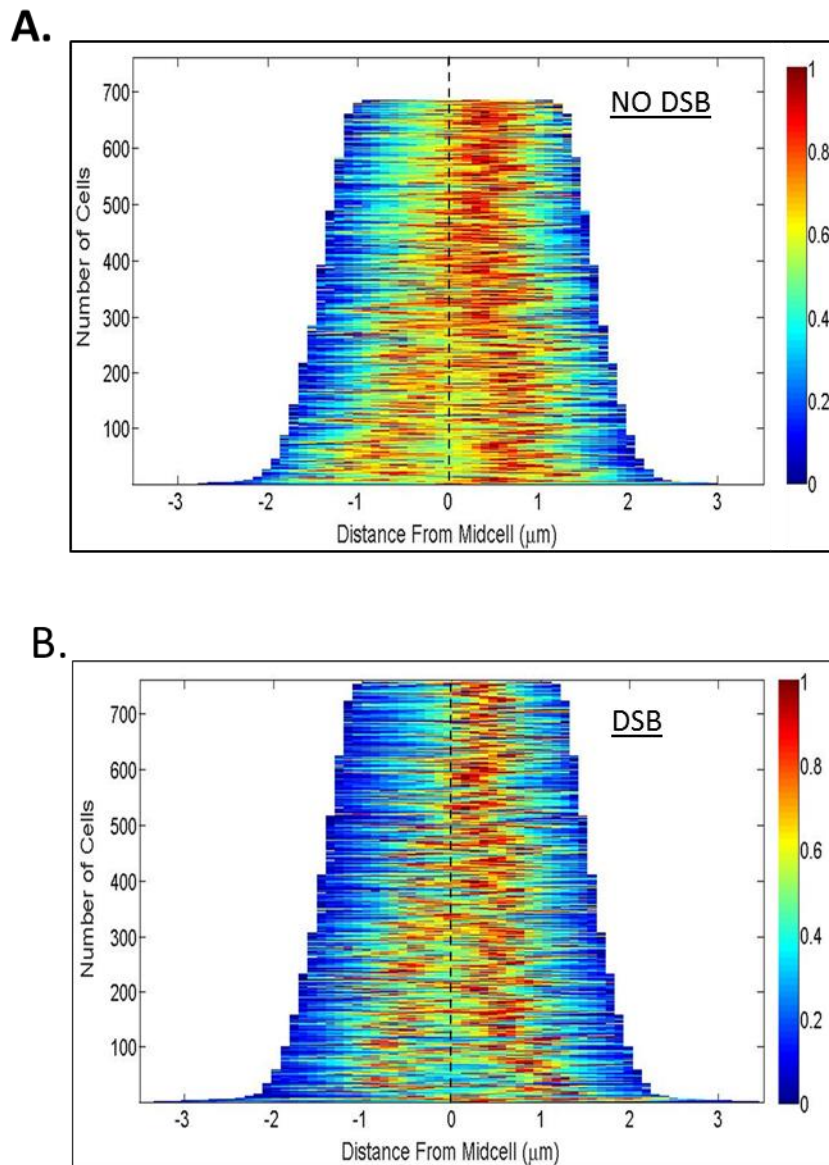 A.
NO DSB
Number of Cells
700
600
500
400
300
200
100
-3 -2 -1 0 1 2 3
Distance From Midcell (μm)
1
0.8
0.6
0.4
0.2
0
B.
DSB
Number of Cells
700
600
500
400
300
200
100
-3 -2 -1 0 1 2 3
Distance From Midcell (μm)
1
0.8
0.6
0.4
0.2
0